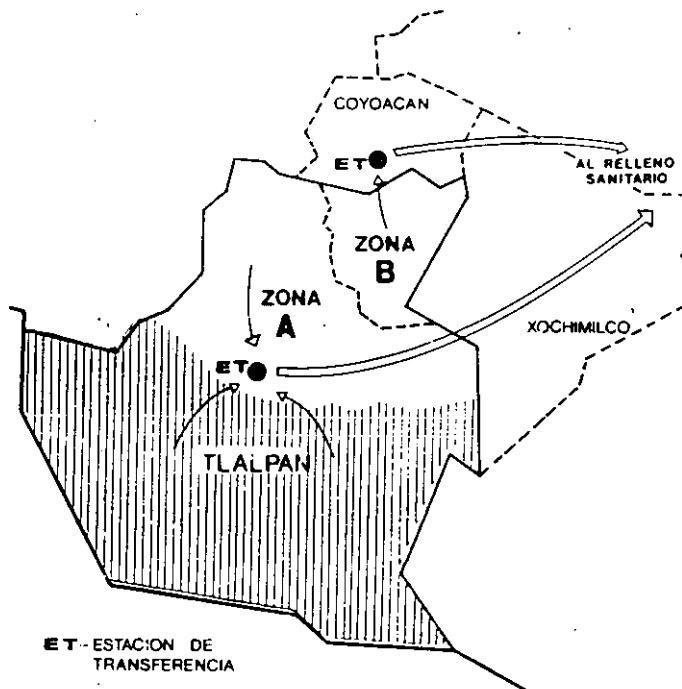 COYOACAN
ET
AL RELLENO
SANITARIO
ZONA
B
ZONA
A
XOCHIMILCO
ET
TLALPAN
ET - ESTACION DE
TRANSFERENCIA